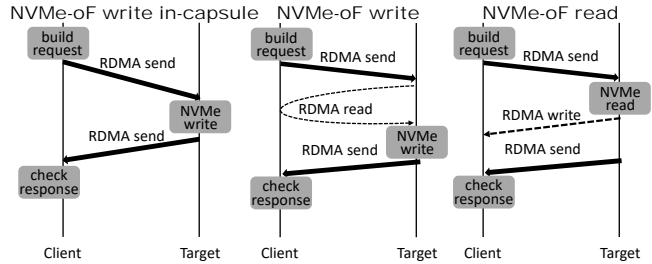 NVMe-oF write in-capsule
build
request
RDMA send
NVMe
write
RDMA send
check
response
Client
Target
NVMe-oF write
build
request
RDMA send
RDMA read
NVMe
write
RDMA send
check
response
Client
Target
NVMe-oF read
build
request
RDMA send
NVMe
read
RDMA write
RDMA send
check
response
Client
Target